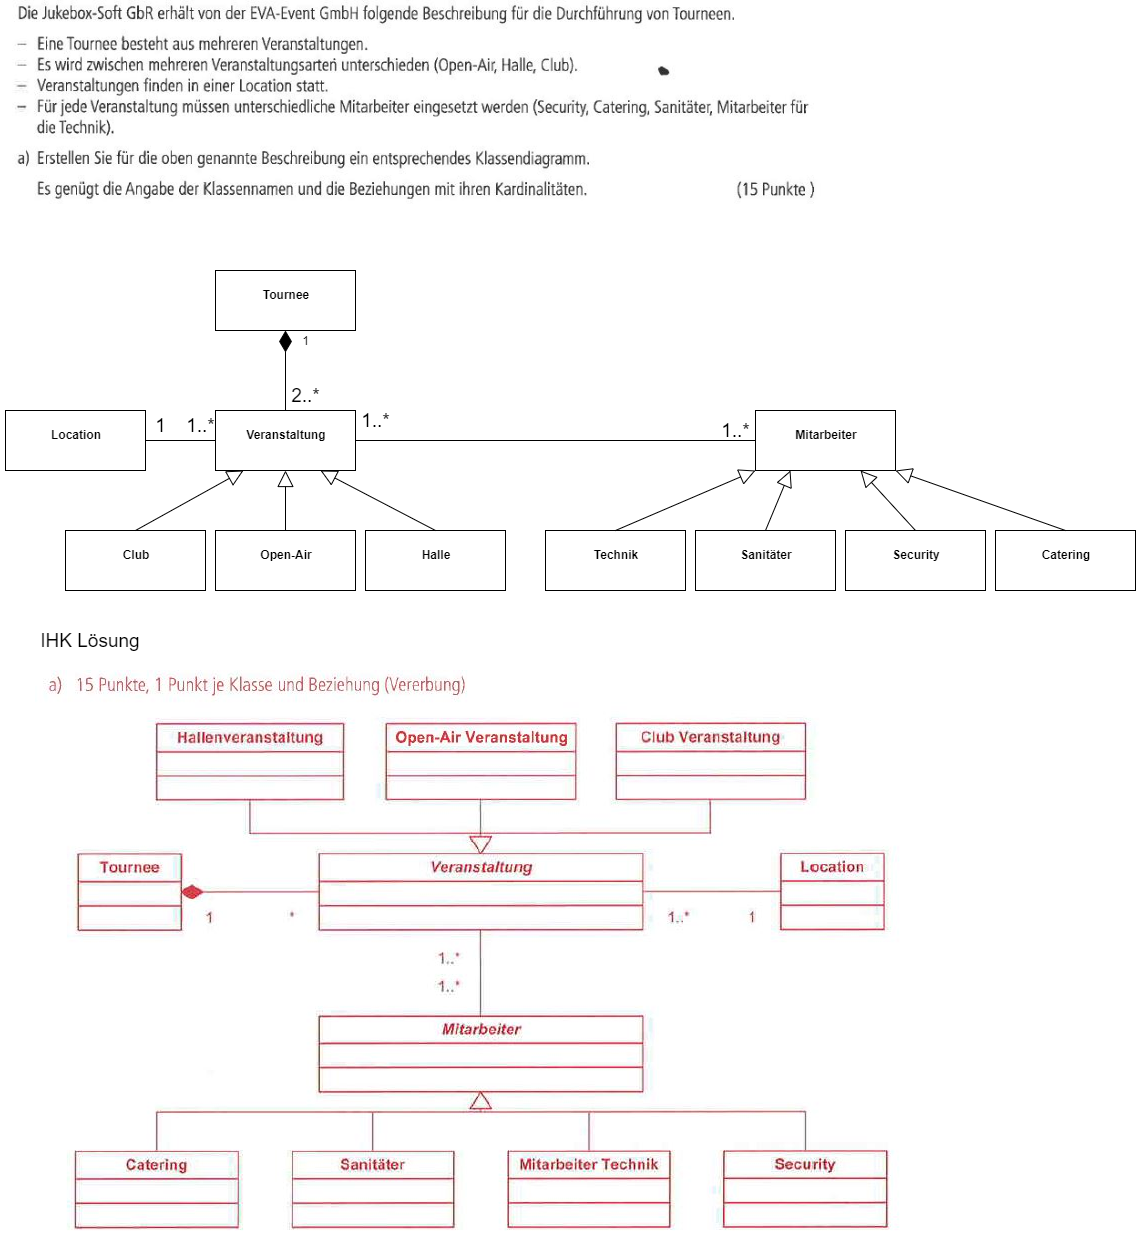 Die Jukebox-Soft GbR erhält von der EVA-Event GmbH folgende Beschreibung für die Durchführung von Tourneen.
– Eine Tournee besteht aus mehreren Veranstaltungen.
– Es wird zwischen mehreren Veranstaltungsarten unterschieden (Open-Air, Halle, Club).
– Veranstaltungen finden in einer Location statt.
– Für jede Veranstaltung müssen unterschiedliche Mitarbeiter eingesetzt werden (Security, Catering, Sanitäter, Mitarbeiter für
die Technik).
a) Erstellen Sie für die oben genannte Beschreibung ein entsprechendes Klassendiagramm.
Es genügt die Angabe der Klassennamen und die Beziehungen mit ihren Kardinalitäten. (15 Punkte )
Tournee
1
2..*
Location 1 1..* Veranstaltung 1..* 1..* Mitarbeiter
Club Open-Air Halle Technik Sanitäter Security Catering
IHK Lösung
a) 15 Punkte, 1 Punkt je Klasse und Beziehung (Vererbung)
Hallenveranstaltung Open-Air Veranstaltung Club Veranstaltung
Tournee Veranstaltung Location
1 * 1..* 1
1..*
1..*
Mitarbeiter
Catering Sanitäter Mitarbeiter Technik Security